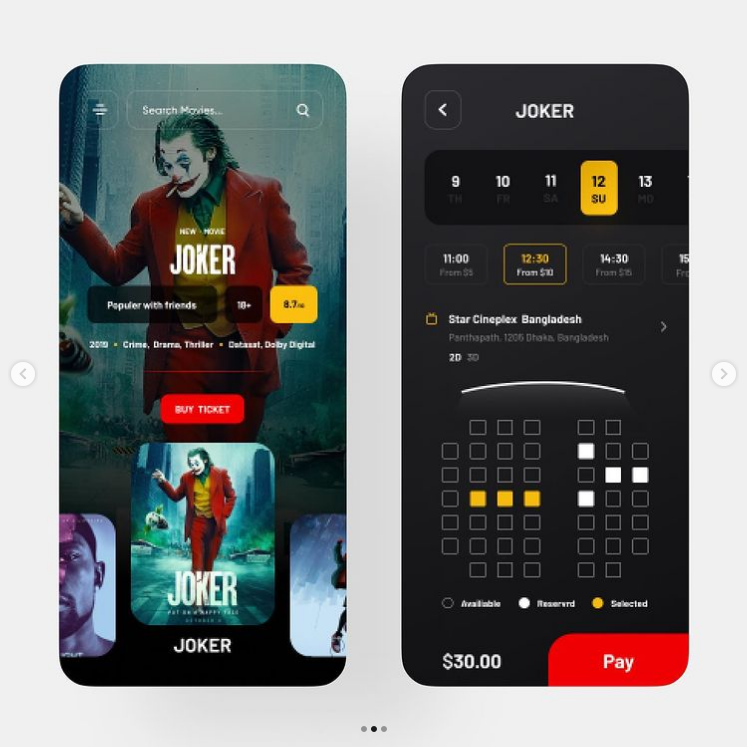 Search Movies...
NEW - MOVIE
JOKER
Populer with friends
18+
8.7
2019 • Crime, Drama, Thriller • Datasat, Dolby Digital
BUY TICKET
JOKER
PUT ON A HAPPY FACE
OCTOBER 4
JOKER
JOKER
9 10 11 12 13
TH FR SA SU MO
11:00 12:30 14:30 15
From $5 From $10 From $15
Star Cineplex Bangladesh
Panthapath, 1205 Dhaka, Bangladesh
2D 3D
Available Reservrd Selected
$30.00 Pay